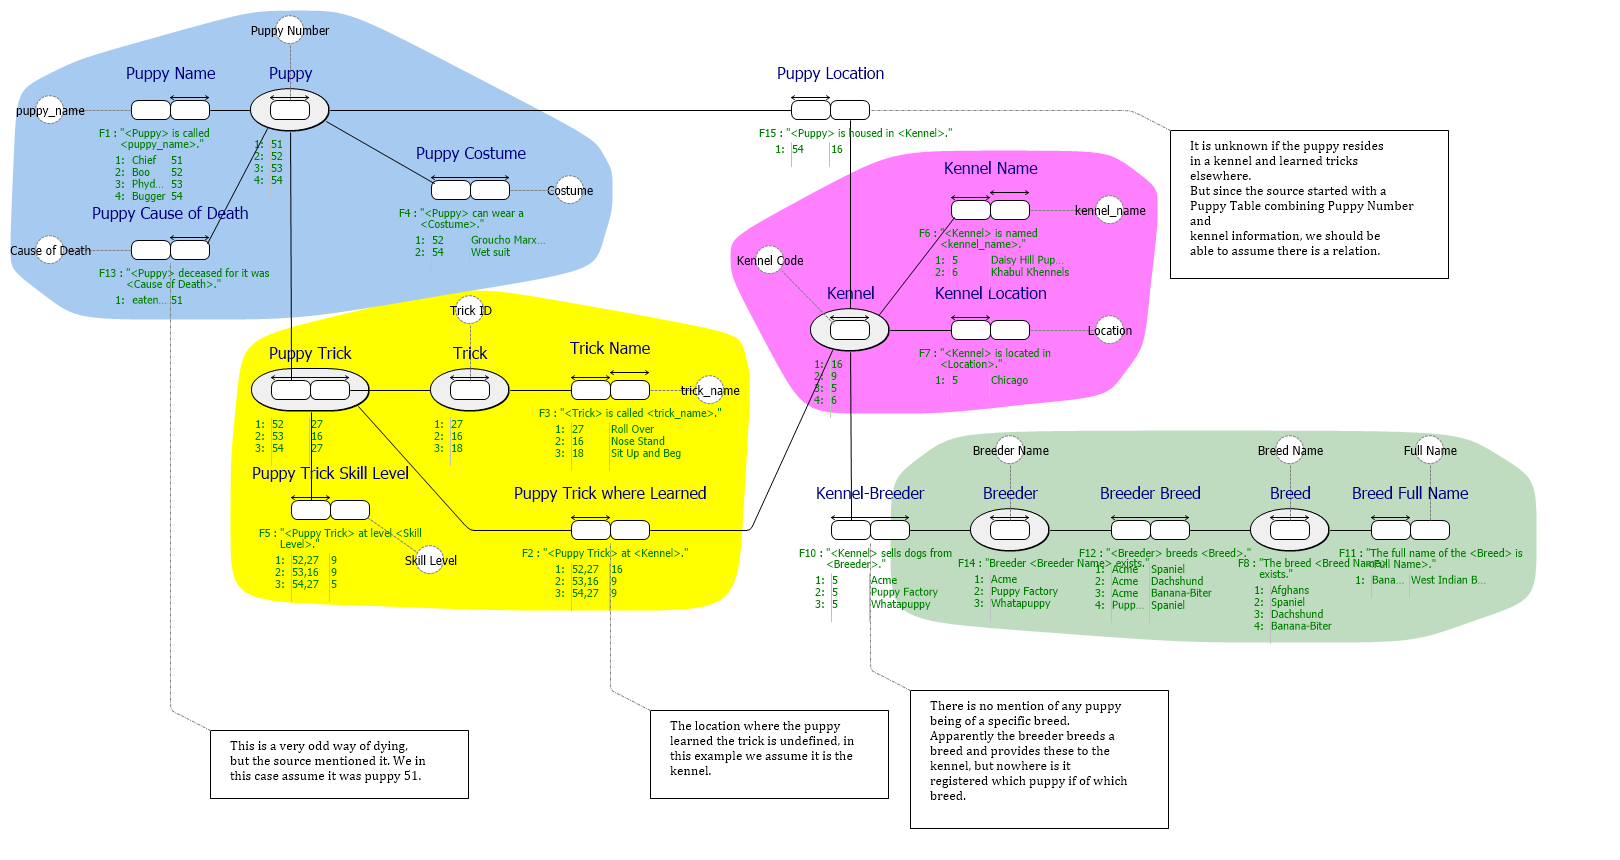 Puppy Number
Puppy Name
Puppy
puppy_name
F1 : "<Puppy> is called
<puppy_name>."
1: Chief 51
2: Boo 52
3: Phyd... 53
4: Bugger 54
1: 51
2: 52
3: 53
4: 54
Puppy Costume
Costume
F4 : "<Puppy> can wear a
<Costume>."
1: 52 Groucho Marx...
2: 54 Wet suit
Puppy Cause of Death
Cause of Death
F13 : "<Puppy> deceased for it was
<Cause of Death>."
1: eaten... 51
Puppy Location
F15 : "<Puppy> is housed in <Kennel>."
1: 54 16
It is unknown if the puppy resides
in a kennel and learned tricks
elsewhere.
But since the source started with a
Puppy Table combining Puppy Number
and
kennel information, we should be
able to assume there is a relation.
Kennel Name
kennel_name
F6 : "<Kennel> is named
<kennel_name>."
1: 5 Daisy Hill Pup...
2: 6 Khabul Khennels
Kennel Code
Kennel
1: 16
2: 9
3: 5
4: 6
Kennel Location
Location
F7 : "<Kennel> is located in
<Location>."
1: 5 Chicago
Trick ID
Puppy Trick
1: 52 27
2: 53 16
3: 54 27
Trick
1: 27
2: 16
3: 18
Trick Name
trick_name
F3 : "<Trick> is called <trick_name>."
1: 27 Roll Over
2: 16 Nose Stand
3: 18 Sit Up and Beg
Puppy Trick Skill Level
F5 : "<Puppy Trick> at level <Skill
Level>."
1: 52,27 9
2: 53,16 9
3: 54,27 5
Skill Level
Puppy Trick where Learned
F2 : "<Puppy Trick> at <Kennel>."
1: 52,27 16
2: 53,16 9
3: 54,27 9
Kennel-Breeder
F10 : "<Kennel> sells dogs from
<Breeder>."
1: 5 Acme
2: 5 Puppy Factory
3: 5 Whatapuppy
Breeder Name
Breeder
F14 : "Breeder <Breeder Name> exists."
1: Acme
2: Puppy Factory
3: Whatapuppy
Breeder Breed
F12 : "<Breeder> breeds <Breed>."
1: Acme Spaniel
2: Acme Dachshund
3: Acme Banana-Biter
4: Pupp... Spaniel
Breed Name
Breed
F8 : "The breed <Breed Name>
exists."
1: Afghans
2: Spaniel
3: Dachshund
4: Banana-Biter
Full Name
Breed Full Name
F11 : "The full name of the <Breed> is
<Full Name>."
1: Bana... West Indian B...
This is a very odd way of dying,
but the source mentioned it. We in
this case assume it was puppy 51.
The location where the puppy
learned the trick is undefined, in
this example we assume it is the
kennel.
There is no mention of any puppy
being of a specific breed.
Apparently the breeder breeds a
breed and provides these to the
kennel, but nowhere is it
registered which puppy if of which
breed.